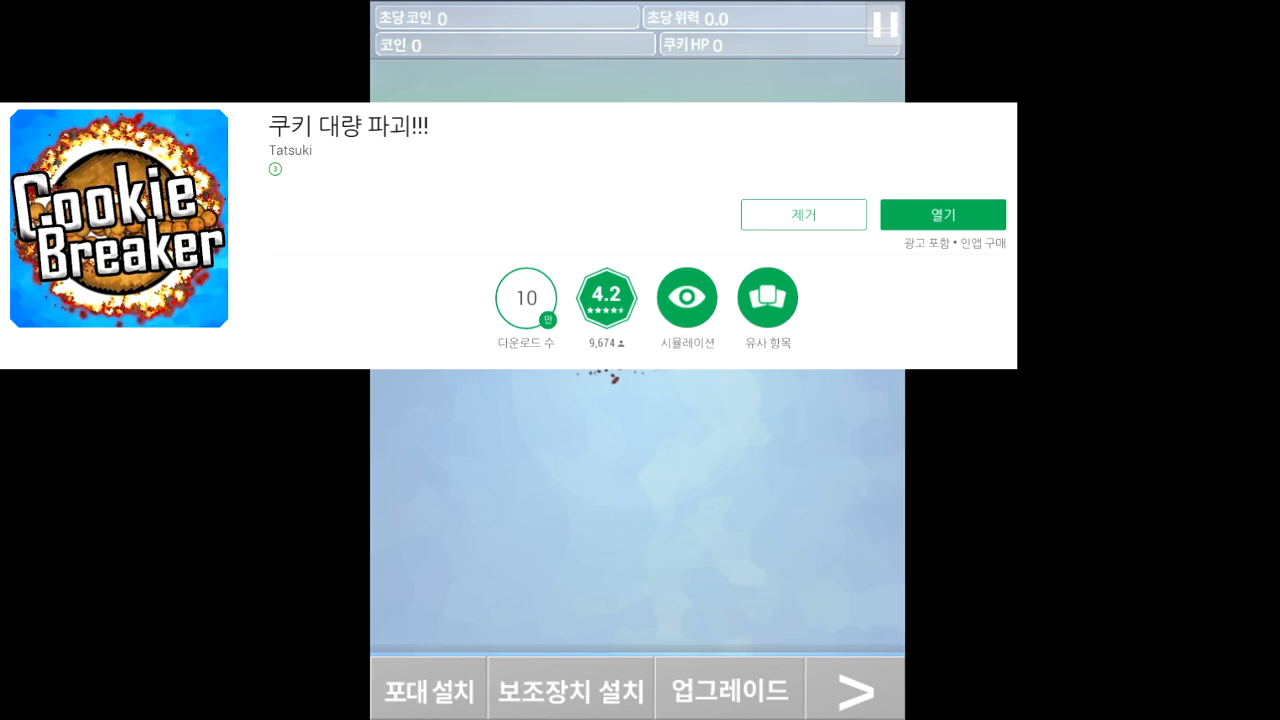 초당 코인 0
초당 위력 0.0
코인 0
쿠키 HP 0
쿠키 대량 파괴!!!
Tatsuki
3
Cookie
Breaker
제거
열기
광고 포함 • 인앱 구매
10
만
4.2
다운로드 수
9,674
시뮬레이션
유사 항목
포대 설치
보조장치 설치
업그레이드
>